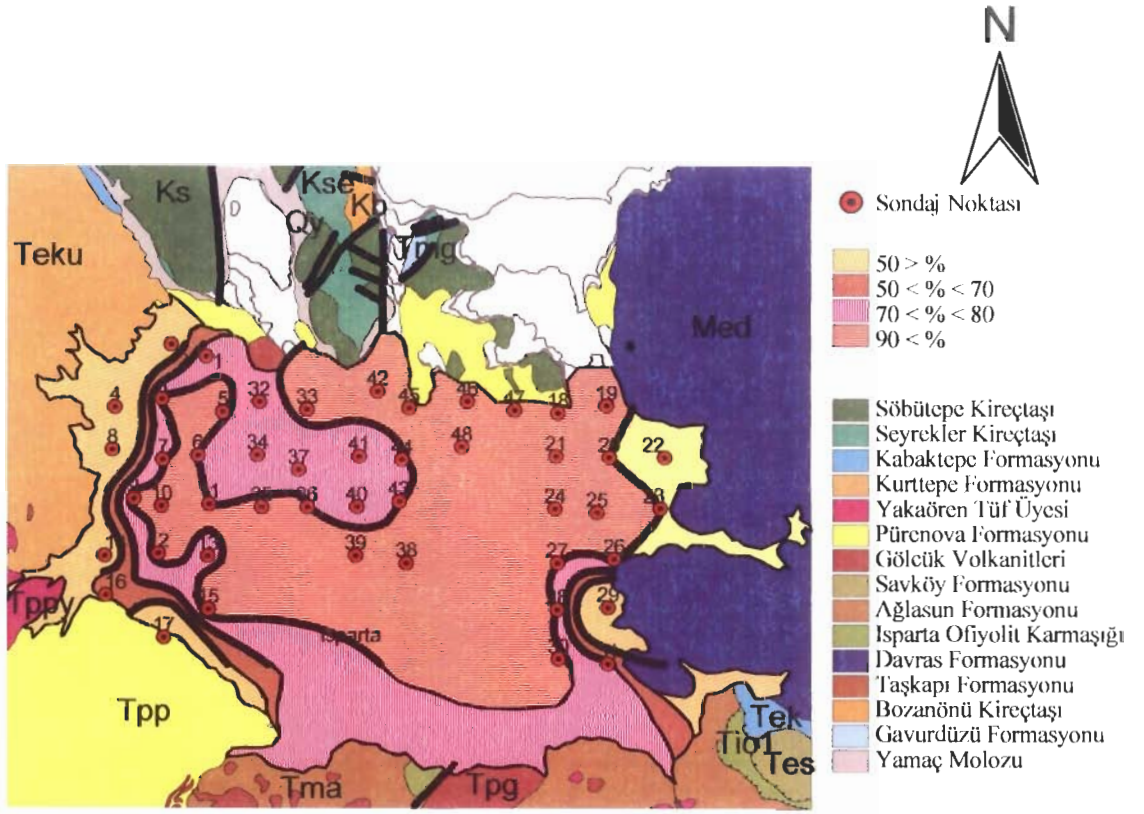 N
Sondaj Noktası
50 > %
50 < % < 70
70 < % < 80
90 < %
Söbütepe Kireçtaşı
Seyrekler Kireçtaşı
Kabaktepe Formasyonu
Kurttepe Formasyonu
Yakaören Tüf Üyesi
Pürenova Formasyonu
Gölcük Volkanitleri
Savköy Formasyonu
Ağlasun Formasyonu
Isparta Ofiyolit Karmaşığı
Davras Formasyonu
Taşkapı Formasyonu
Bozanönü Kireçtaşı
Gavurdüzü Formasyonu
Yamaç Molozu
Ks
Kse
Qy
Tmg
Teku
Med
1
4
5
32
33
42
45
46
47
18
19
8
7
6
34
37
41
44
48
21
20
22
10
36
40
43
24
25
23
13
39
38
27
26
16
15
29
17
Isparta
Tppy
Tpp
Tek
Tio1
Tes
Tma
Tpg